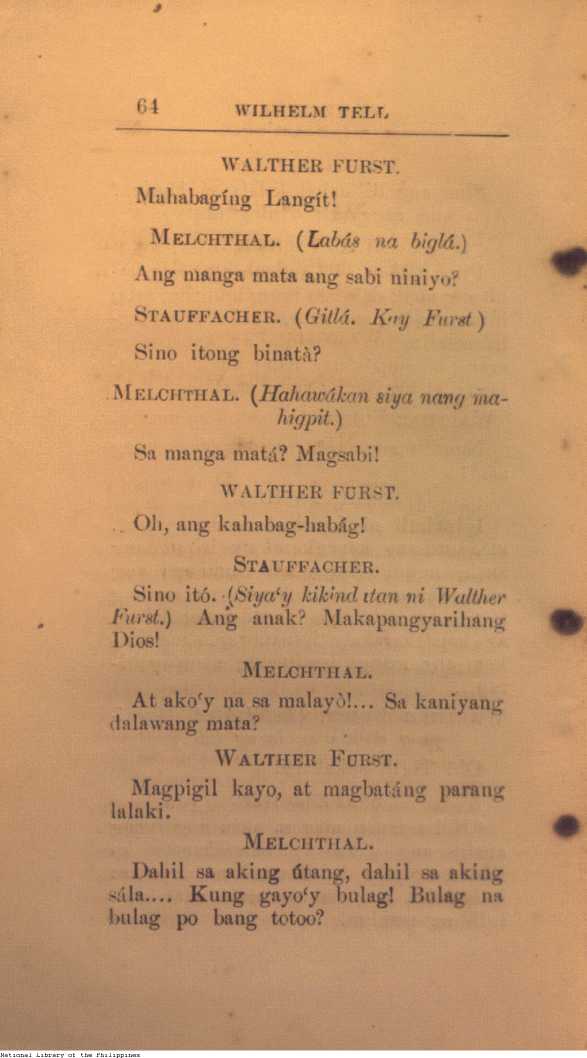 64 WILHELM TELL
WALTHER FURST.
Mahabagíng Langít!
MELCHTHAL. (Labás na biglá.)
Ang manga mata ang sabi niniyo?
STAUFFACHER. (Gitlá. Kay Furst)
Sino itong binatà?
MELCHTHAL. (Hahawákan siya nang ma-
higpit.)
Sa manga matá? Magsabi!
WALTHER FURST.
Oh, ang kahabag-habág!
STAUFFACHER.
Sino itó. (Siya‘y kikindatan ni Walther
Furst.) Ang anak? Makapangyarihang
Dios!
MELCHTHAL.
At ako‘y na sa malayò!... Sa kaniyang
dalawang mata?
WALTHER FURST.
Magpigil kayo, at magbatáng parang
lalaki.
MELCHTHAL.
Dahil sa aking útang, dahil sa aking
sála.... Kung gayo‘y bulag! Bulag na
bulag po bang totoo?
National Library of the Philippines